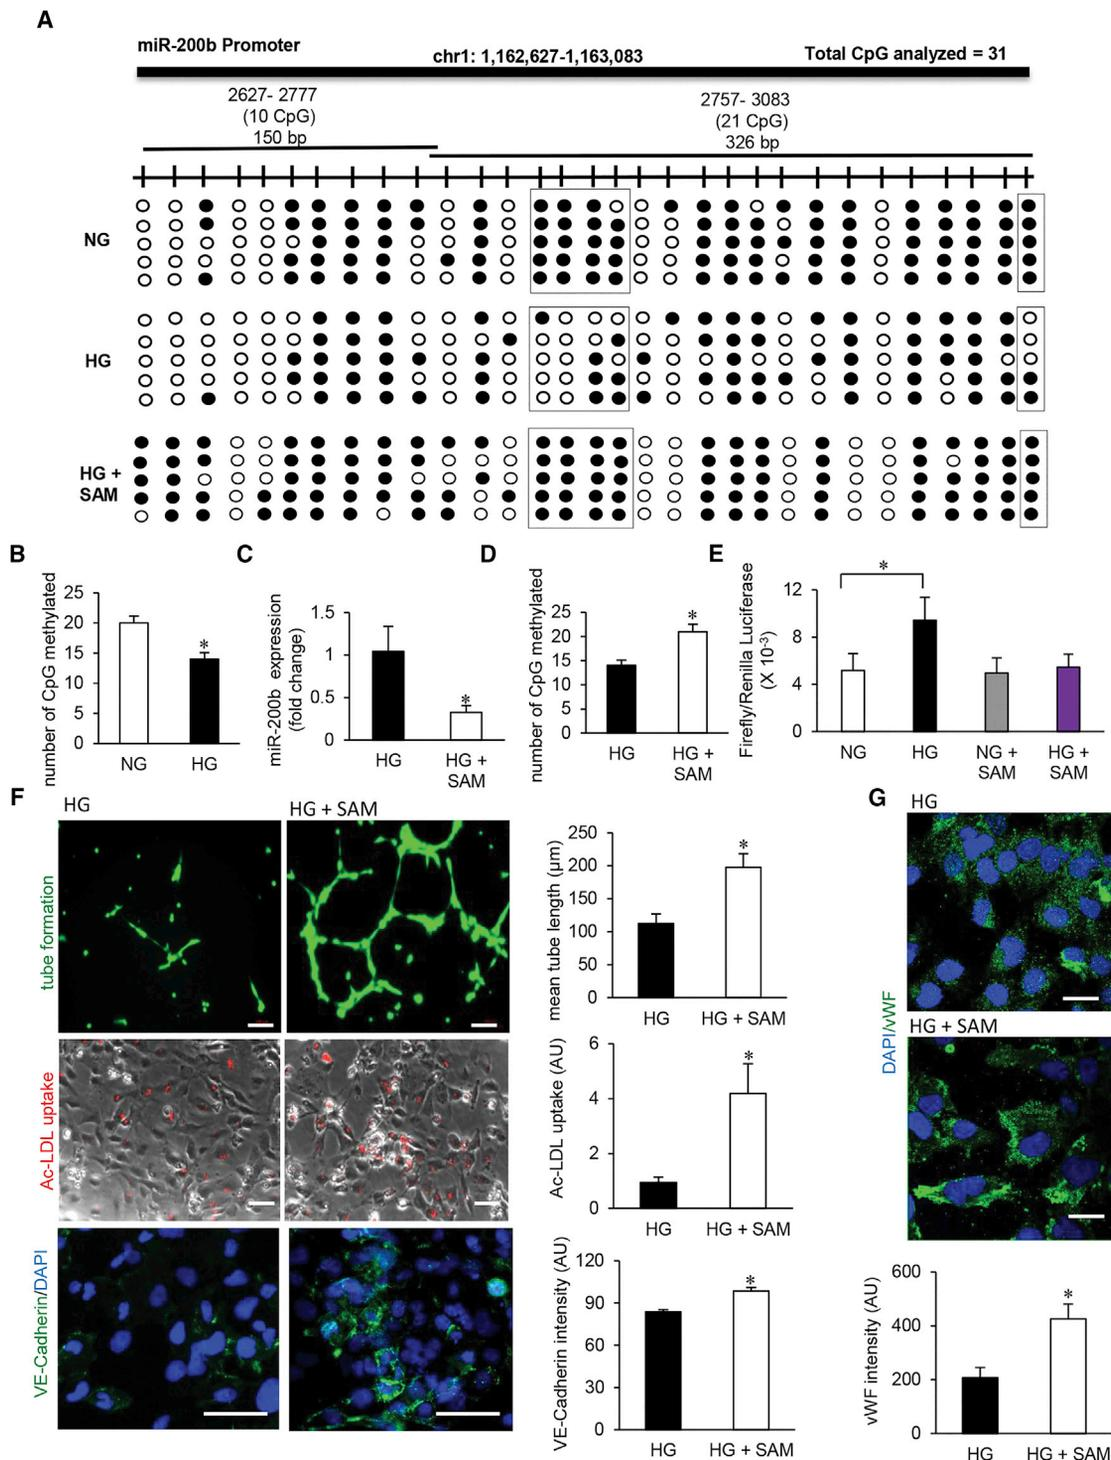 A
miR-200b Promoter
chr1: 1,162,627-1,163,083
Total CpG analyzed = 31
2627- 2777
(10 CpG)
150 bp
2757- 3083
(21 CpG)
326 bp
NG
HG
HG +
SAM
B
number of CpG methylated
25
20
15
10
5
0
*
NG
HG
C
miR-200b expression
(fold change)
1.5
1
0.5
0
*
HG
HG +
SAM
D
number of CpG methylated
25
20
15
10
5
0
*
HG
HG +
SAM
E
Firefly/Renilla Luciferase
(X 10-3)
12
8
4
0
*
NG
HG
NG +
SAM
HG +
SAM
F
HG
HG + SAM
tube formation
mean tube length (µm)
250
200
150
100
50
0
*
HG
HG + SAM
Ac-LDL uptake
Ac-LDL uptake (AU)
6
4
2
0
*
HG
HG + SAM
VE-Cadherin/DAPI
VE-Cadherin intensity (AU)
120
90
60
30
0
*
HG
HG + SAM
G
HG
DAPI/vWF
HG + SAM
vWF intensity (AU)
600
400
200
0
*
HG
HG + SAM